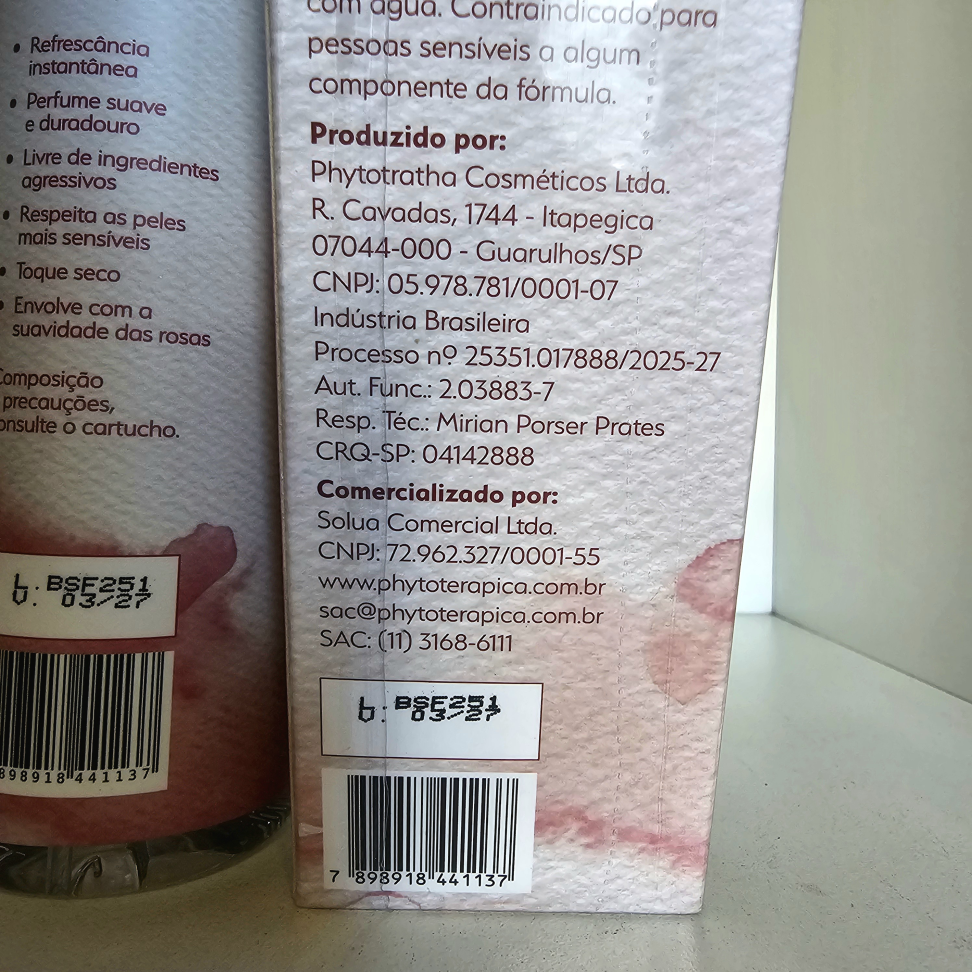 • Refrescância
instantânea
• Perfume suave
e duradouro
• Livre de ingredientes
agressivos
• Respeita as peles
mais sensíveis
• Toque seco
• Envolve com a
suavidade das rosas
Composição
precauções,
consulte o cartucho.
BSE251
03/27
898918 441137
com água. Contraindicado para
pessoas sensíveis a algum
componente da fórmula.
Produzido por:
Phytotratha Cosméticos Ltda.
R. Cavadas, 1744 - Itapegica
07044-000 - Guarulhos/SP
CNPJ: 05.978.781/0001-07
Indústria Brasileira
Processo nº 25351.017888/2025-27
Aut. Func.: 2.03883-7
Resp. Téc.: Mirian Porser Prates
CRQ-SP: 04142888
Comercializado por:
Solua Comercial Ltda.
CNPJ: 72.962.327/0001-55
www.phytoterapica.com.br
sac@phytoterapica.com.br
SAC: (11) 3168-6111
BSE251
03/27
7 898918 441137